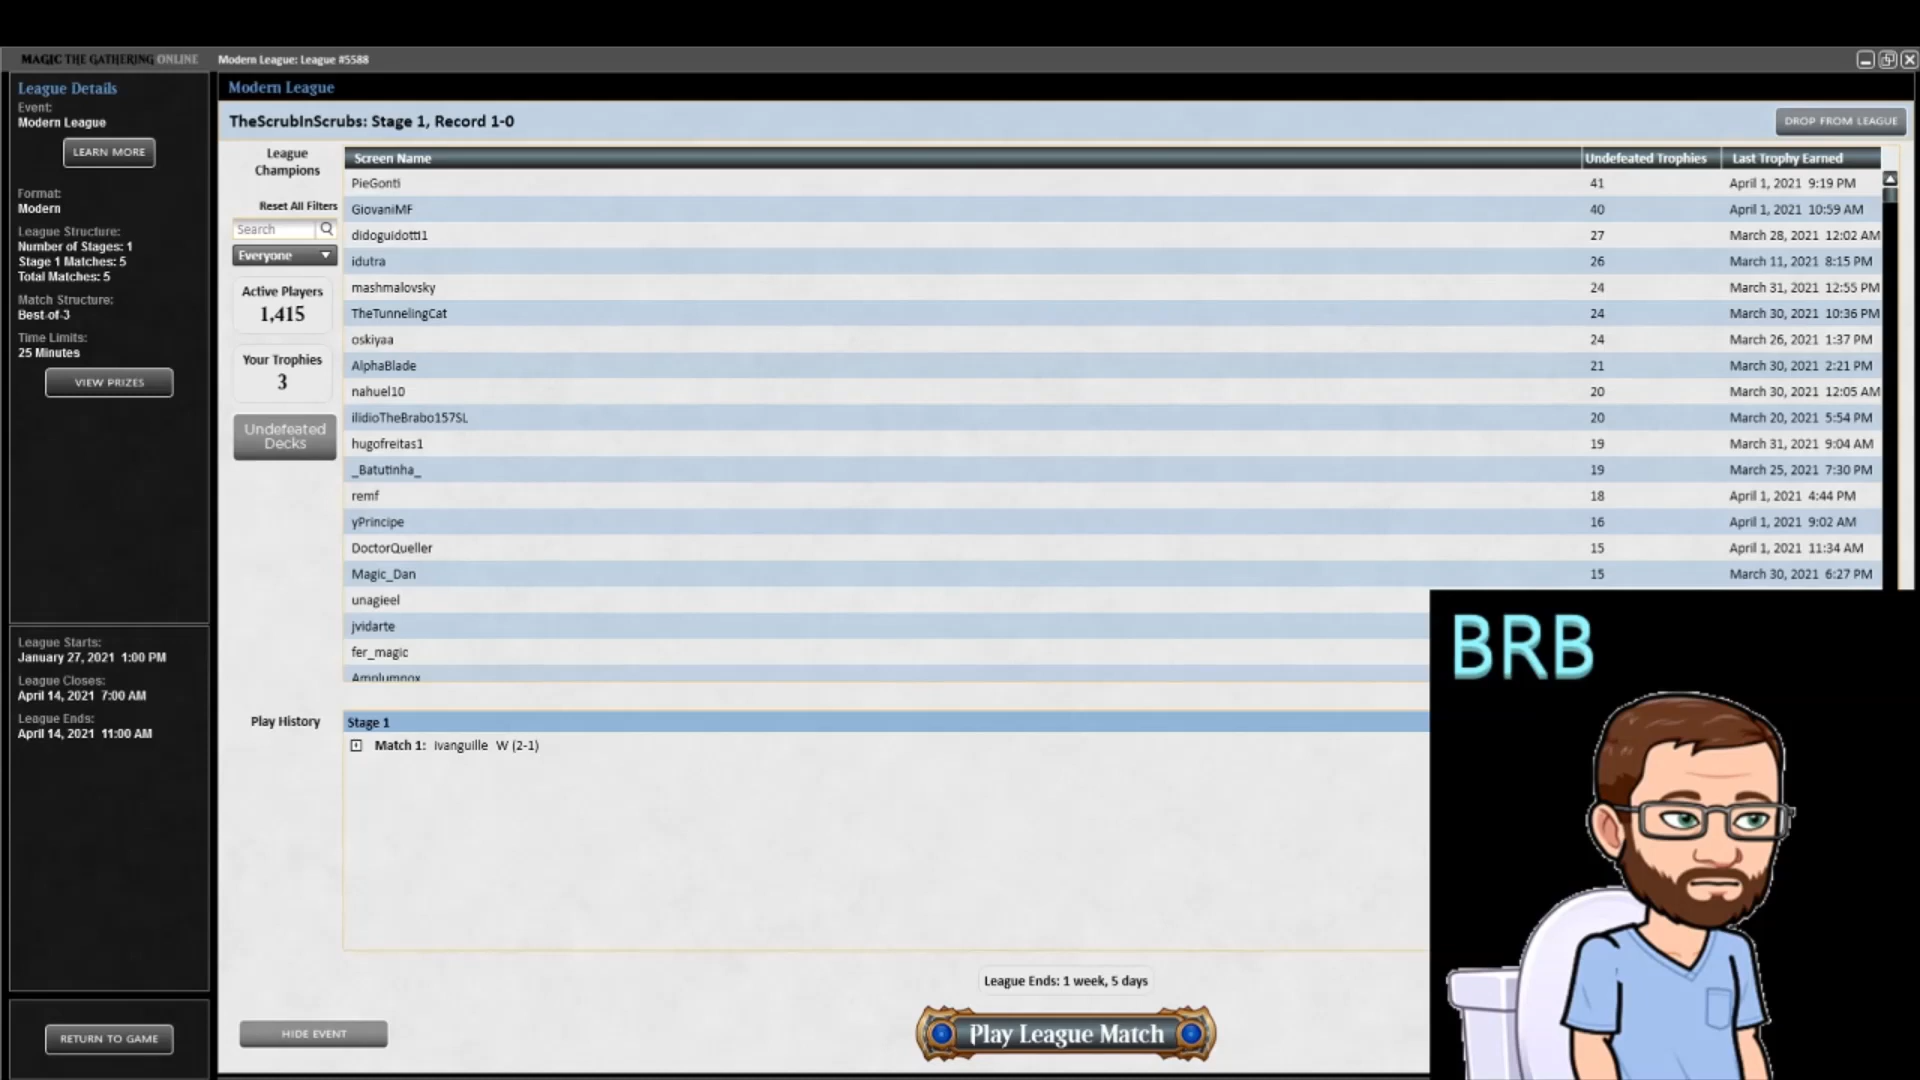 MAGIC THE GATHERING ONLINE
Modern League: League #5588
League Details
Event:
Modern League
LEARN MORE
Format:
Modern
League Structure:
Number of Stages: 1
Stage 1 Matches: 5
Total Matches: 5
Match Structure:
Best-of-3
Time Limits:
25 Minutes
VIEW PRIZES
League Starts:
January 27, 2021 1:00 PM
League Closes:
April 14, 2021 7:00 AM
League Ends:
April 14, 2021 11:00 AM
RETURN TO GAME
Modern League
TheScrubInScrubs: Stage 1, Record 1-0
DROP FROM LEAGUE
League
Champions
Reset All Filters
Search
Everyone
Active Players
1,415
Your Trophies
3
Undefeated
Decks
Screen Name Undefeated Trophies Last Trophy Earned
PieGonti 41 April 1, 2021 9:19 PM
GiovaniMF 40 April 1, 2021 10:59 AM
didoguidotti1 27 March 28, 2021 12:02 AM
idutra 26 March 11, 2021 8:15 PM
mashmalovsky 24 March 31, 2021 12:55 PM
TheTunnelingCat 24 March 30, 2021 10:36 PM
oskiyaa 24 March 26, 2021 1:37 PM
AlphaBlade 21 March 30, 2021 2:21 PM
nahuel10 20 March 30, 2021 12:05 AM
ilidioTheBrabo157SL 20 March 20, 2021 5:54 PM
hugofreitas1 19 March 31, 2021 9:04 AM
_Batutinha_ 19 March 25, 2021 7:30 PM
remf 18 April 1, 2021 4:44 PM
yPrincipe 16 April 1, 2021 9:02 AM
DoctorQueller 15 April 1, 2021 11:34 AM
Magic_Dan 15 March 30, 2021 6:27 PM
unagieel
jvidarte
fer_magic
BRB
Play History
Stage 1
Match 1: Ivanguille W (2-1)
League Ends: 1 week, 5 days
HIDE EVENT
Play League Match